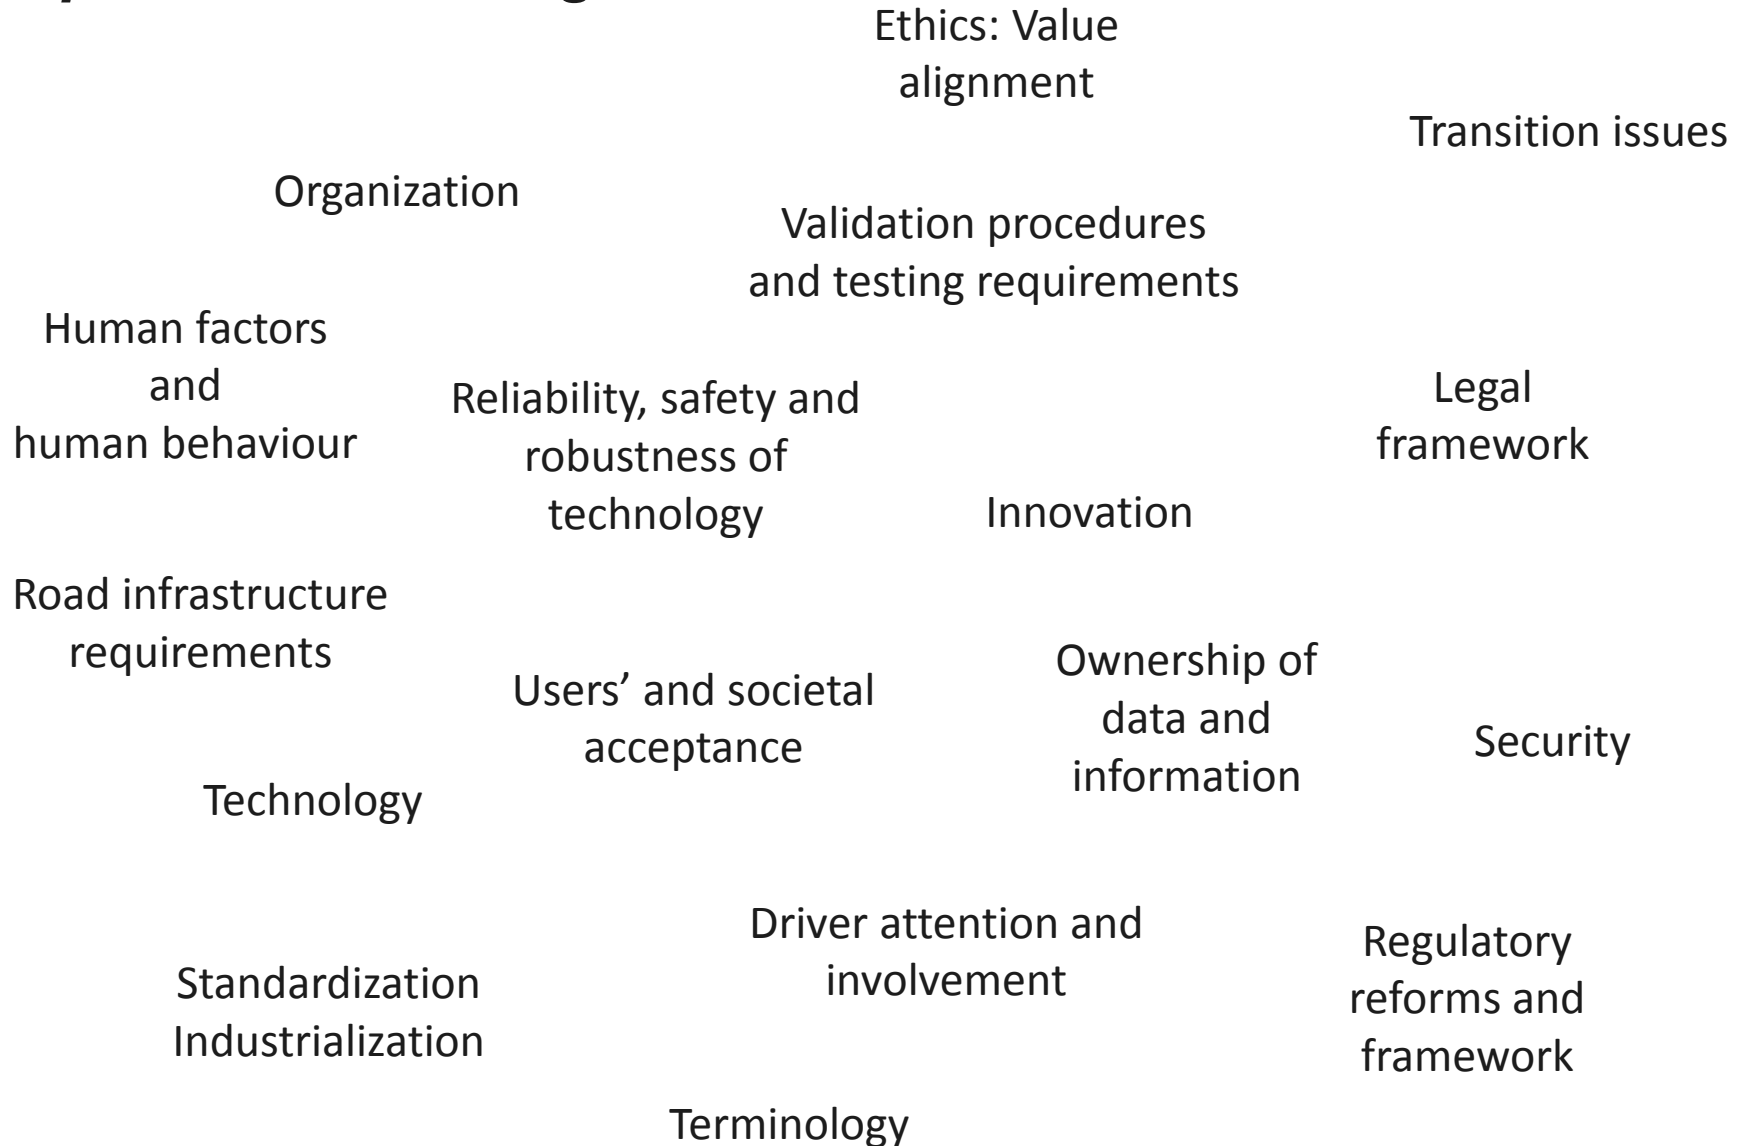 Ethics: Value
alignment
Transition issues
Organization
Validation procedures
and testing requirements
Human factors
and
human behaviour
Reliability, safety and
robustness of
technology
Legal
framework
Innovation
Road infrastructure
requirements
Users’ and societal
acceptance
Ownership of
data and
information
Security
Technology
Driver attention and
involvement
Regulatory
reforms and
framework
Standardization
Industrialization
Terminology